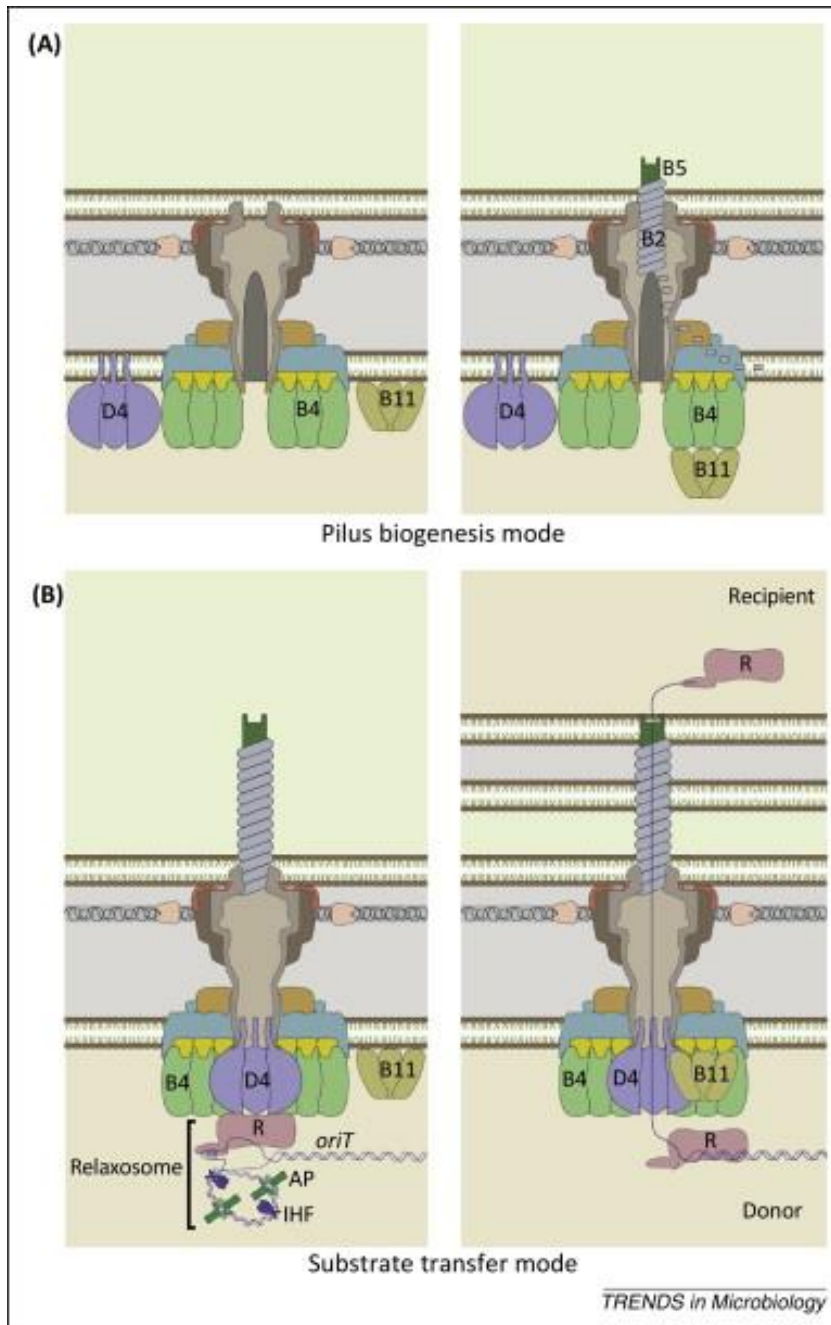 (A)
B5
B2
D4
B4
B11
D4
B4
B11
Pilus biogenesis mode
(B)
Recipient
R
B4
D4
B11
B4
D4
B11
R
oriT
R
Relaxosome
AP
IHF
Donor
Substrate transfer mode
TRENDS in Microbiology